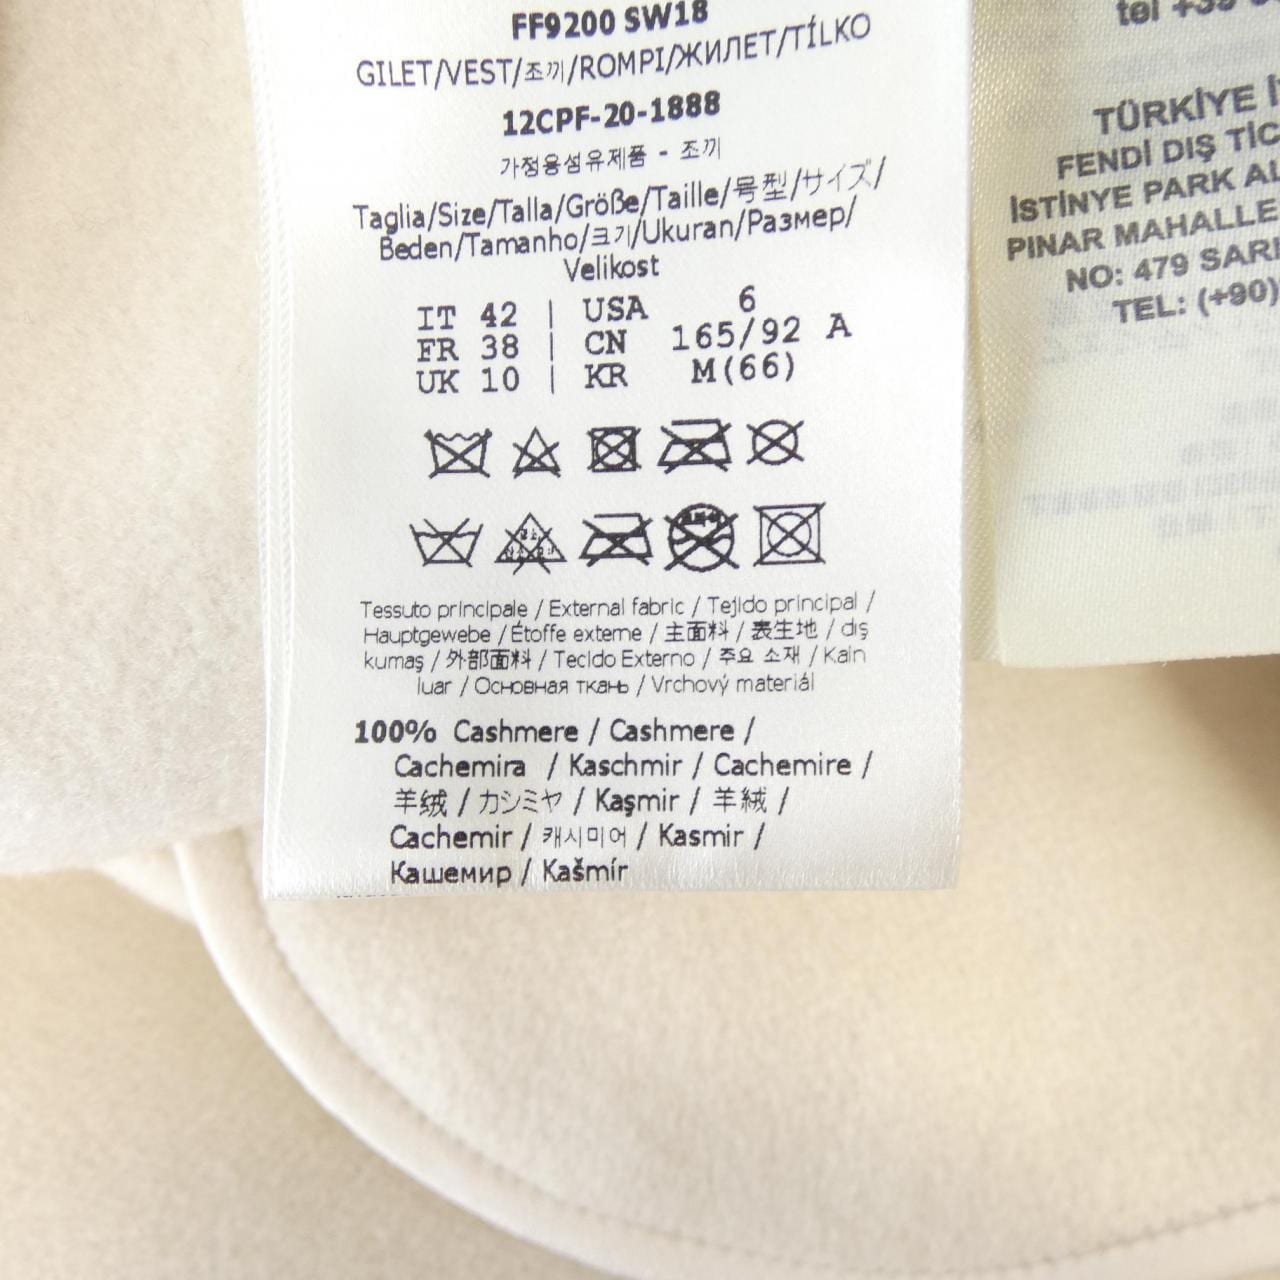 FF9200 SW18
GILET/VEST/조끼/ROMPI/ЖИЛЕТ/TÍLKO
12CPF-20-1888
가정용섬유제품 - 조끼
Taglia/Size/Talla/Größe/Taille/号型/サイズ/
Beden/Tamanho/크기/Ukuran/Размер/
Velikost
IT 42 | USA 6
FR 38 | CN 165/92 A
UK 10 | KR M(66)
Tessuto principale / External fabric / Tejido principal /
Hauptgewebe / Étoffe externe / 主面料 / 表生地 / dış
kumaş / 外部面料 / Tecido Externo / 주요 소재 / Kain
luar / Основная ткань / Vrchový materiál
100% Cashmere / Cashmere /
Cachemira / Kaschmir / Cachemire /
羊绒 / カシミヤ / Kaşmir / 羊絨 /
Cachemir / 캐시미어 / Kasmir /
Кашемир / Kašmír
tel +39
TÜRKİYE
FENDİ DIŞ TİC
İSTİNYE PARK
PINAR MAHALLE
NO: 479 SARI
TEL: (+90)